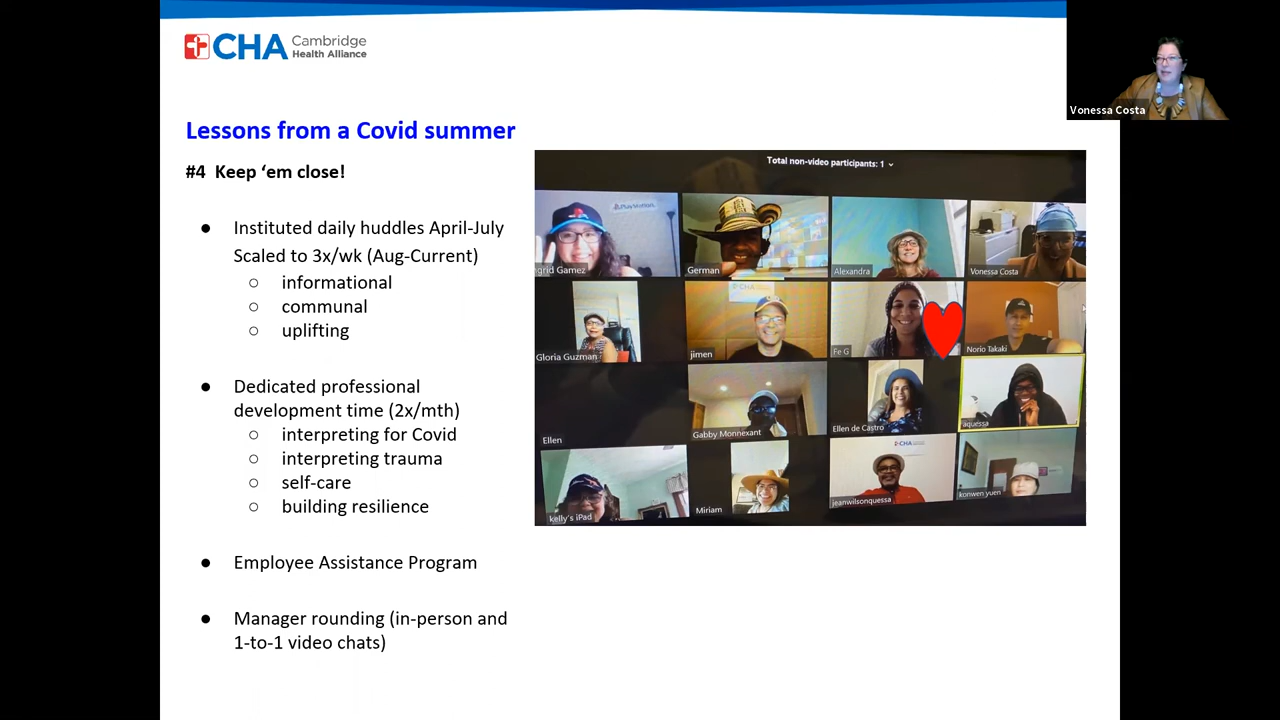 CHA Cambridge
Health Alliance
Vonessa Costa
Lessons from a Covid summer
#4 Keep ‘em close!
● Instituted daily huddles April-July
Scaled to 3x/wk (Aug-Current)
○ informational
○ communal
○ uplifting
● Dedicated professional
development time (2x/mth)
○ interpreting for Covid
○ interpreting trauma
○ self-care
○ building resilience
● Employee Assistance Program
● Manager rounding (in-person and
1-to-1 video chats)
Total non-video participants: 1
PlayStation
ngrid Gamez
German
Alexandra
Vonessa Costa
CHA
Gloria Guzman
jimen
Fe G
Norio Takaki
Ellen
Gabby Monnexant
Ellen de Castro
aquessa
CHA
kelly's iPad
Miriam
jeanwilsonquessa
konwen yuen